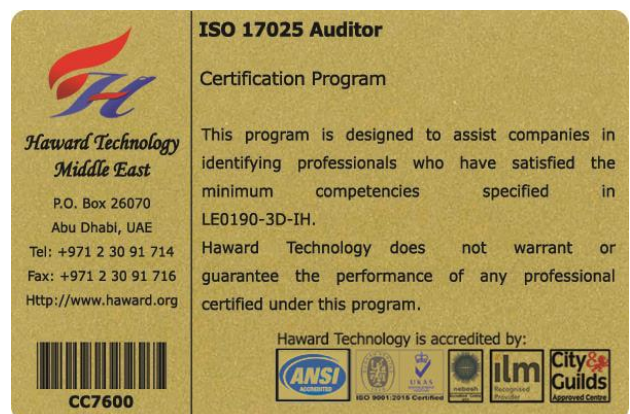 H
Haward Technology
Middle East
P.O. Box 26070
Abu Dhabi, UAE
Tel: +971 2 30 91 714
Fax: +971 2 30 91 716
Http://www.haward.org
CC7600
ISO 17025 Auditor
Certification Program
This program is designed to assist companies in
identifying professionals who have satisfied the
minimum competencies specified in
LE0190-3D-IH.
Haward Technology does not warrant or
guarantee the performance of any professional
certified under this program.
Haward Technology is accredited by:
ANSI
ACCREDITED
UKAS
ISO 9001:2015 Certified
nebosh
ilm
Recognised
Provider
City&
Guilds
Approved Centre